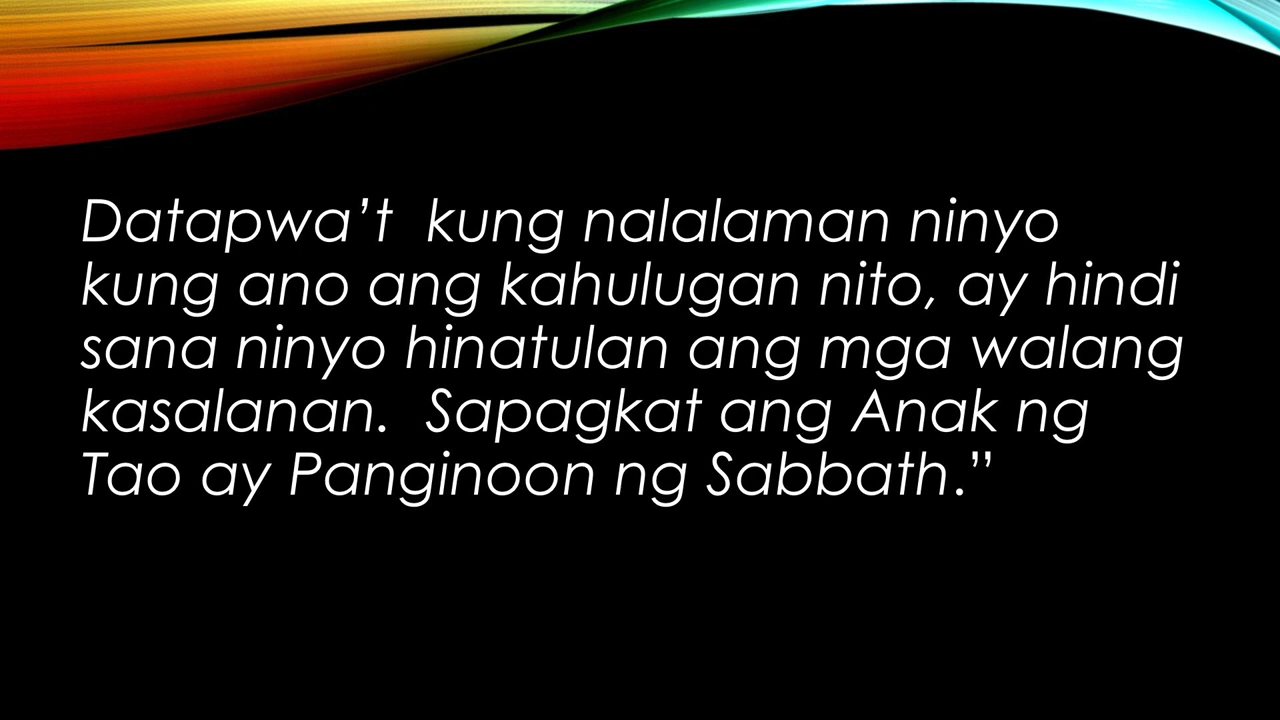 Datapwa’t  kung nalalaman ninyo
kung ano ang kahulugan nito, ay hindi
sana ninyo hinatulan ang mga walang
kasalanan.  Sapagkat ang Anak ng
Tao ay Panginoon ng Sabbath.”